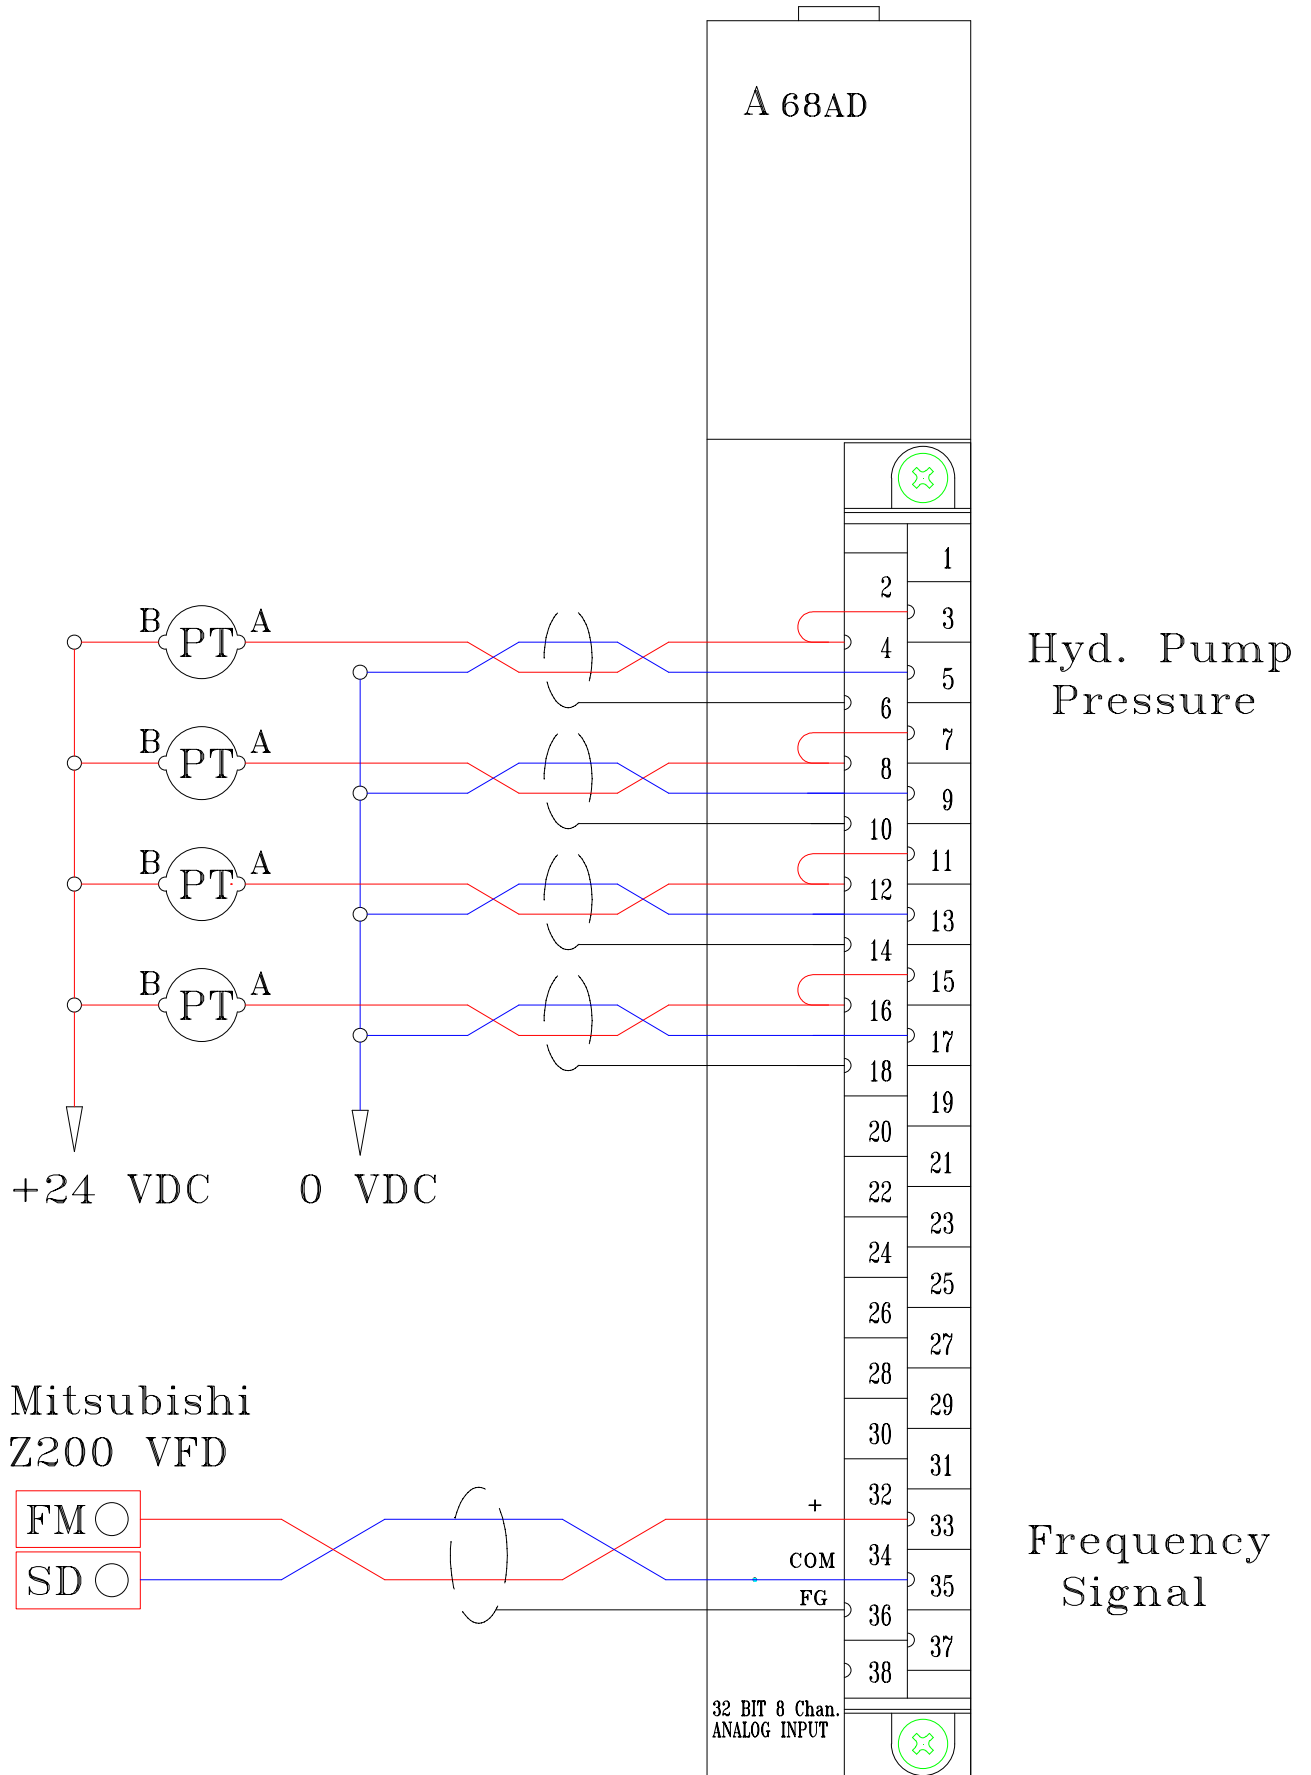 A 68AD
1
2
3
4
5
6
7
8
9
10
11
12
13
14
15
16
17
18
19
20
21
22
23
24
25
26
27
28
29
30
31
32
33
34
35
36
37
38
Hyd. Pump
Pressure
B PT A
B PT A
B PT A
B PT A
+24 VDC
0 VDC
Mitsubishi
Z200 VFD
FM
SD
+
COM
FG
Frequency
Signal
32 BIT 8 Chan.
ANALOG INPUT